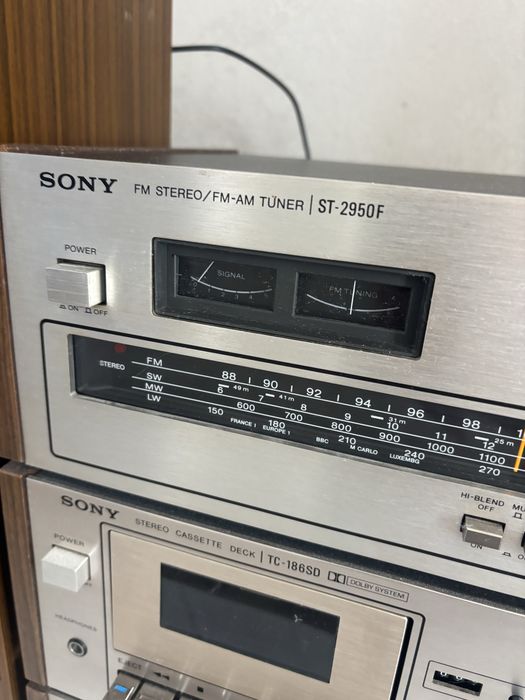 SONY FM STEREO/FM-AM TUNER | ST-2950F
POWER
ON OFF
SIGNAL
FM TUNING
STEREO
FM 88 90 92 94 96 98
SW 49 m 41 m 31 m 25 m
6 7 8 9 10 11 12
MW 600 700 800 900 1000 1100
LW 150 180 210 240 270
FRANCE 1 EUROPE 1 BBC M CARLO LUXEMBG
HI-BLEND
OFF
ON
MU
SONY STEREO CASSETTE DECK | TC-186SD DOLBY SYSTEM
POWER
HEADPHONES
EJECT